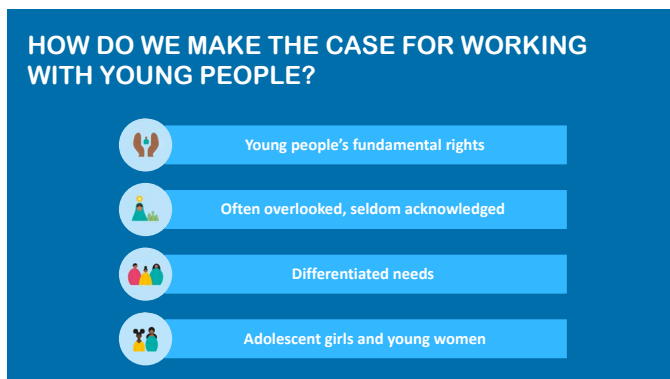 HOW DO WE MAKE THE CASE FOR WORKING
WITH YOUNG PEOPLE?
Young people’s fundamental rights
Often overlooked, seldom acknowledged
Differentiated needs
Adolescent girls and young women